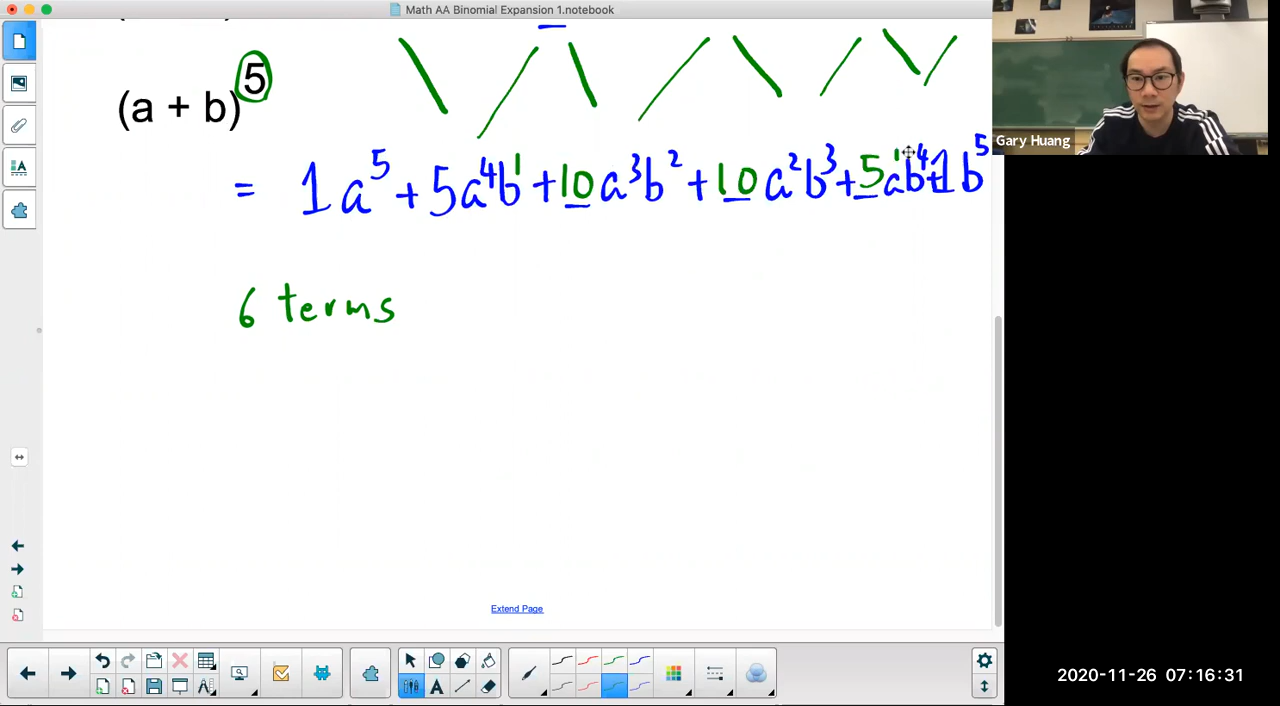 Math AA Binomial Expansion 1.notebook
(a + b)⁵
= 1a⁵ + 5a⁴b¹ + 10a³b² + 10a²b³ + 5a¹b⁴ + 1b⁵
6 terms
Extend Page
Gary Huang
A
2020-11-26 07:16:31